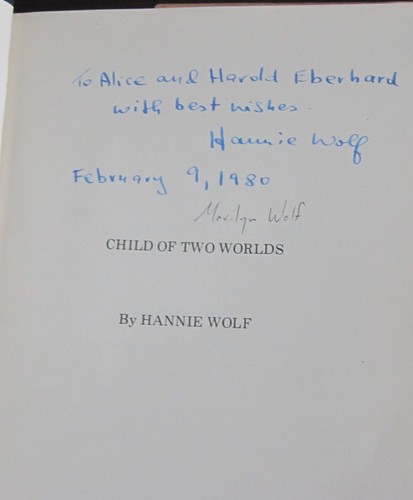 To Alice and Harold Eberhard
with best wishes.
Hannie Wolf
February 9, 1980
Marilyn Wolf
CHILD OF TWO WORLDS
By HANNIE WOLF